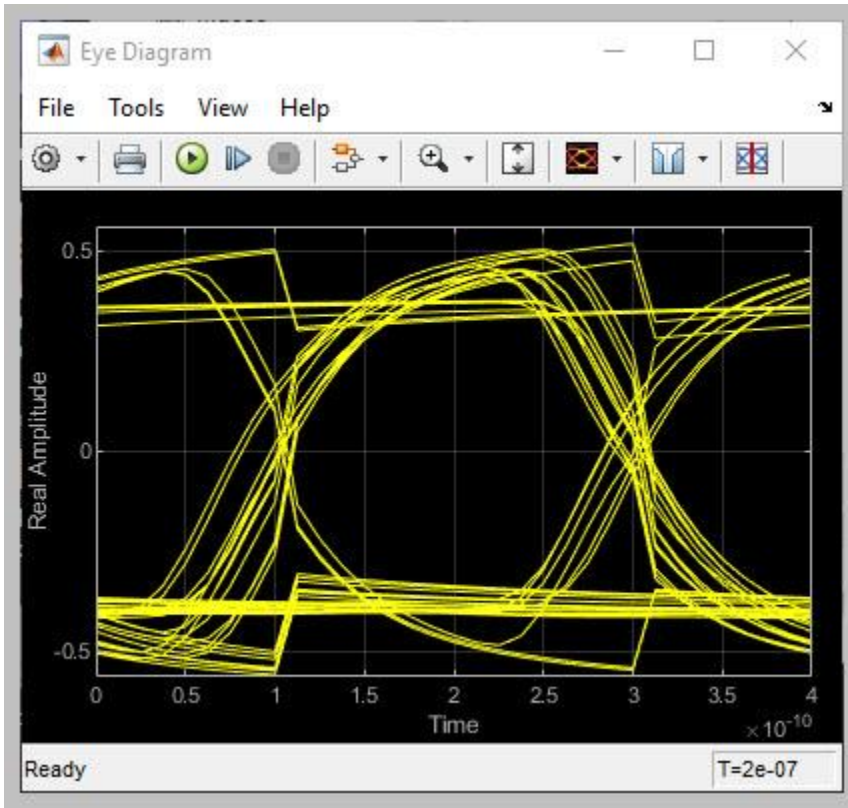 Eye Diagram
File Tools View Help
0.5
0
-0.5
Real Amplitude
0 0.5 1 1.5 2 2.5 3 3.5 4
Time
×10⁻¹⁰
Ready T=2e-07